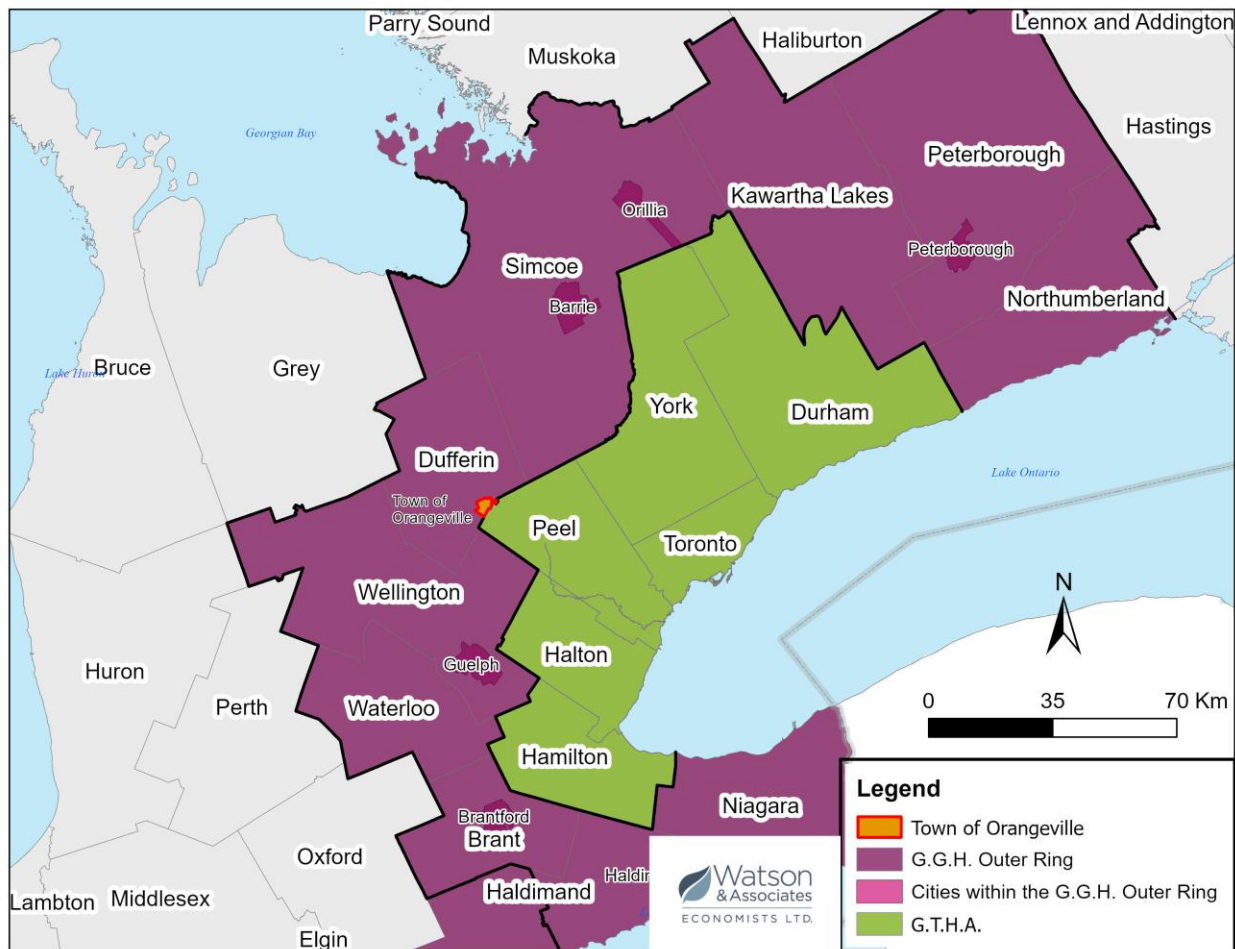 Parry Sound
Muskoka
Haliburton
Lennox and Addington
Georgian Bay
Hastings
Peterborough
Kawartha Lakes
Orillia
Peterborough
Simcoe
Barrie
Northumberland
Bruce
Lake Huron
Grey
York
Durham
Dufferin
Lake Ontario
Town of
Orangeville
Peel
Toronto
Wellington
N
Huron
Guelph
Halton
Perth
Waterloo
0 35 70 Km
Hamilton
Niagara
Brantford
Brant
Oxford
Haldimand
Lambton
Middlesex
Elgin
Watson
& Associates
ECONOMISTS LTD.
Legend
Town of Orangeville
G.G.H. Outer Ring
Cities within the G.G.H. Outer Ring
G.T.H.A.